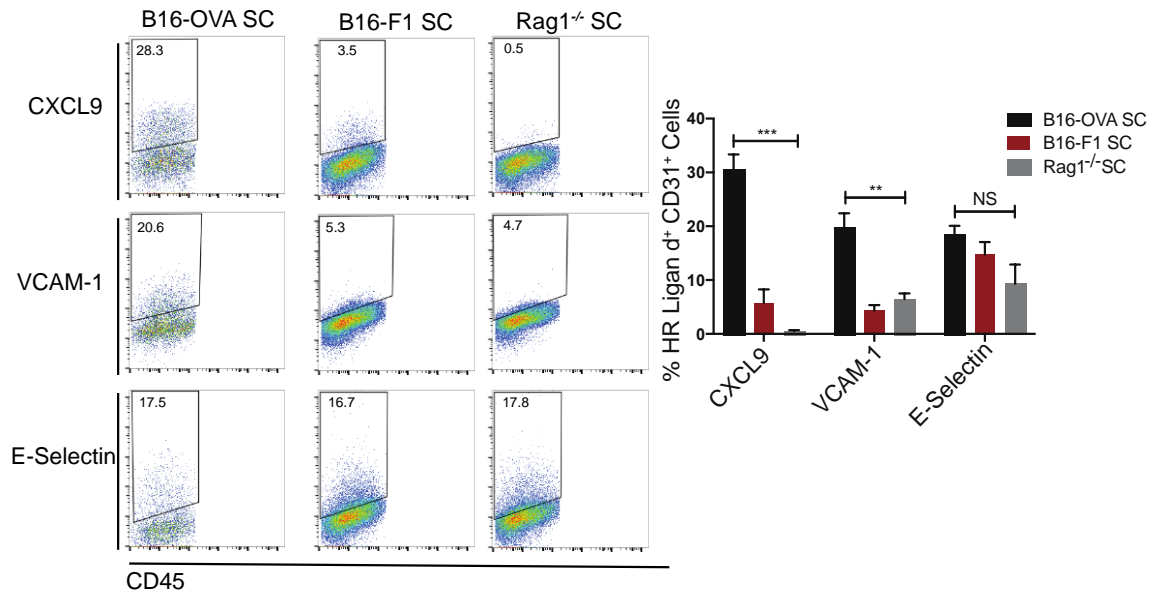 B16-OVA SC B16-F1 SC Rag1-/- SC
CXCL9
28.3 3.5 0.5
VCAM-1
20.6 5.3 4.7
E-Selectin
17.5 16.7 17.8
CD45
% HR Ligan d+ CD31+ Cells
40
30
20
10
0
***
**
NS
CXCL9
VCAM-1
E-Selectin
B16-OVA SC
B16-F1 SC
Rag1-/-SC